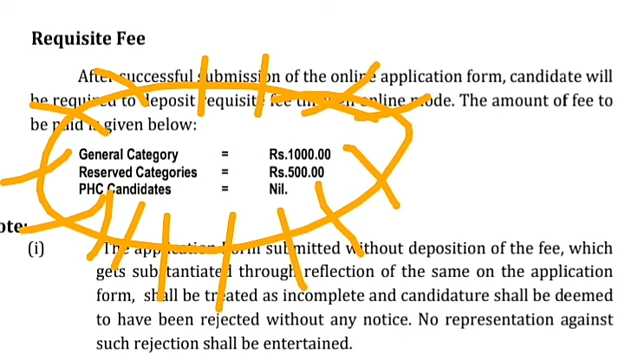 Requisite Fee
After successful submission of the online application form, candidate will
be required to deposit requisite fee through online mode. The amount of fee to
be paid is given below:
General Category = Rs.1000.00
Reserved Categories = Rs.500.00
PHC Candidates = Nil.
ote:
(i) The application form submitted without deposition of the fee, which
gets substantiated through reflection of the same on the application
form, shall be treated as incomplete and candidature shall be deemed
to have been rejected without any notice. No representation against
such rejection shall be entertained.